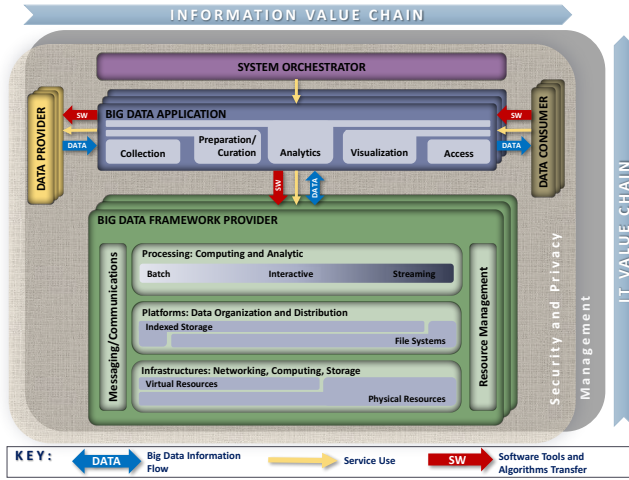 INFORMATION VALUE CHAIN
SYSTEM ORCHESTRATOR
DATA PROVIDER
SW
DATA
BIG DATA APPLICATION
Collection
Preparation/
Curation
Analytics
Visualization
Access
SW
DATA
DATA CONSUMER
SW
DATA
BIG DATA FRAMEWORK PROVIDER
Messaging/Communications
Processing: Computing and Analytic
Batch
Interactive
Streaming
Platforms: Data Organization and Distribution
Indexed Storage
File Systems
Infrastructures: Networking, Computing, Storage
Virtual Resources
Physical Resources
Resource Management
Security and Privacy
Management
IT VALUE CHAIN
KEY:
DATA
Big Data Information
Flow
Service Use
SW
Software Tools and
Algorithms Transfer